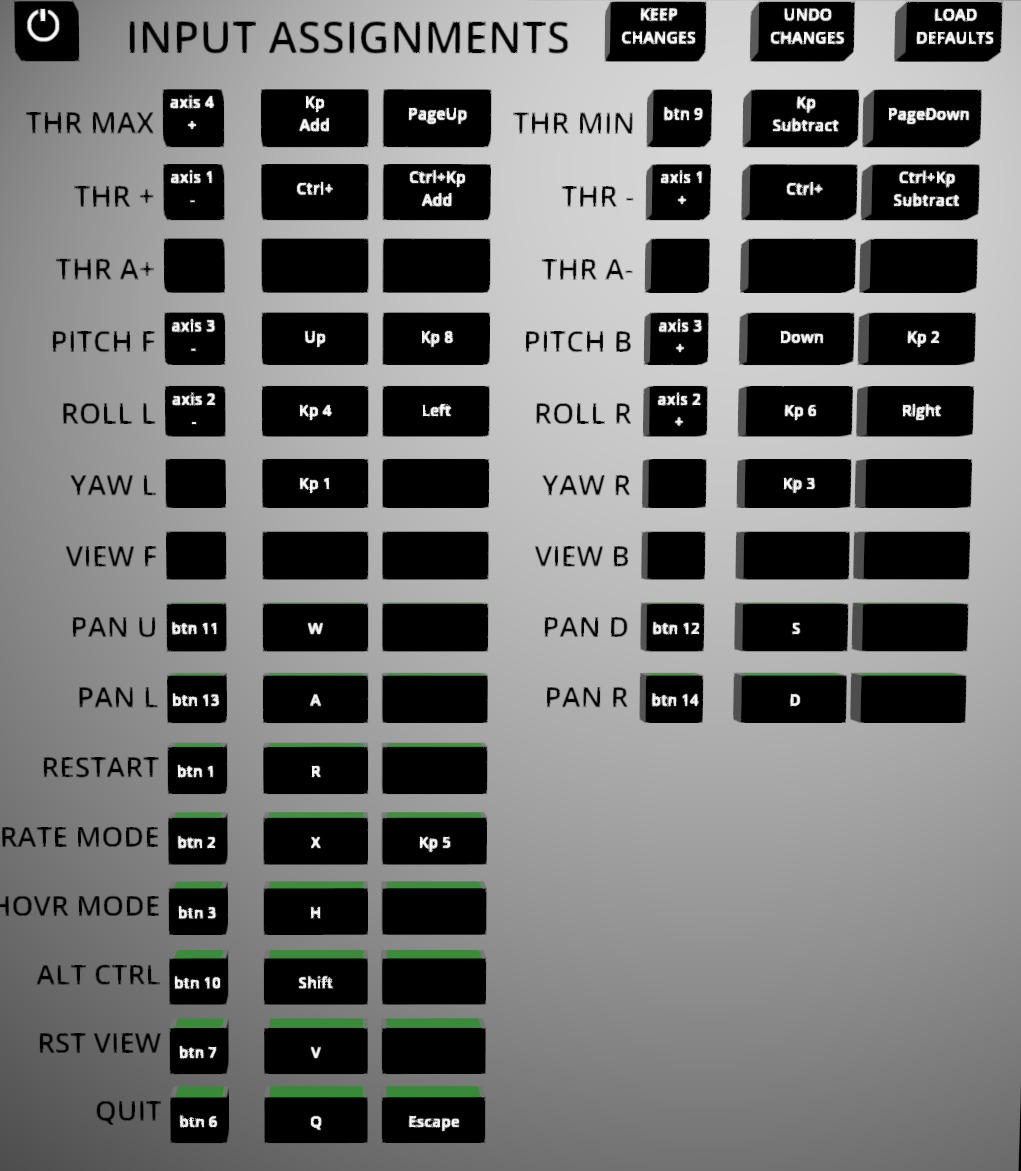 INPUT ASSIGNMENTS
KEEP
CHANGES
UNDO
CHANGES
LOAD
DEFAULTS
THR MAX
axis 4
+
Kp
Add
PageUp
THR MIN
btn 9
Kp
Subtract
PageDown
THR +
axis 1
-
Ctrl+
Ctrl+Kp
Add
THR -
axis 1
+
Ctrl+
Ctrl+Kp
Subtract
THR A+
THR A-
PITCH F
axis 3
-
Up
Kp 8
PITCH B
axis 3
+
Down
Kp 2
ROLL L
axis 2
-
Kp 4
Left
ROLL R
axis 2
+
Kp 6
Right
YAW L
Kp 1
YAW R
Kp 3
VIEW F
VIEW B
PAN U
btn 11
W
PAN D
btn 12
S
PAN L
btn 13
A
PAN R
btn 14
D
RESTART
btn 1
R
RATE MODE
btn 2
X
Kp 5
HOVR MODE
btn 3
H
ALT CTRL
btn 10
Shift
RST VIEW
btn 7
V
QUIT
btn 6
Q
Escape